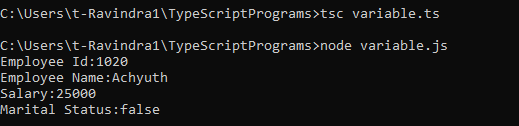 C:\Users\t-Ravindra1\TypeScriptPrograms>tsc variable.ts
C:\Users\t-Ravindra1\TypeScriptPrograms>node variable.js
Employee Id:1020
Employee Name:Achyuth
Salary:25000
Marital Status:false